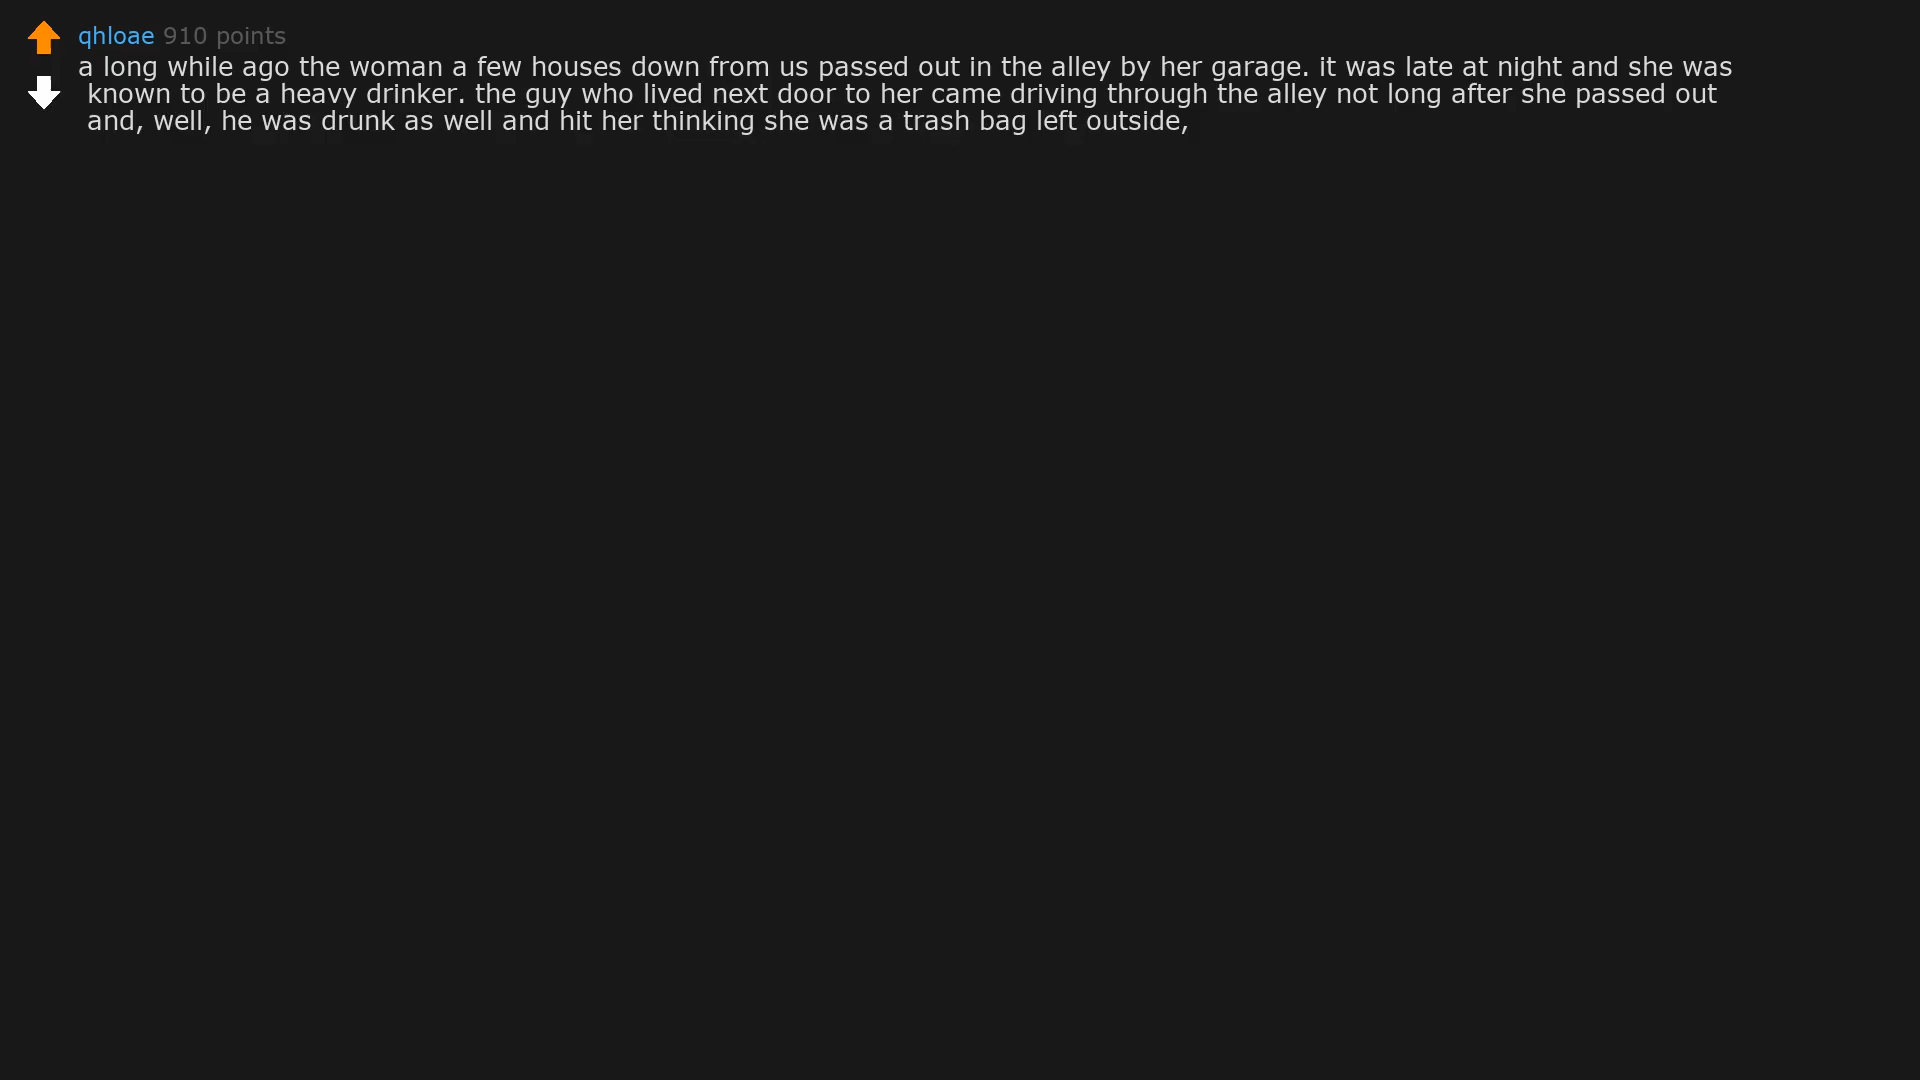 qhloae 910 points
a long while ago the woman a few houses down from us passed out in the alley by her garage. it was late at night and she was
known to be a heavy drinker. the guy who lived next door to her came driving through the alley not long after she passed out
and, well, he was drunk as well and hit her thinking she was a trash bag left outside,